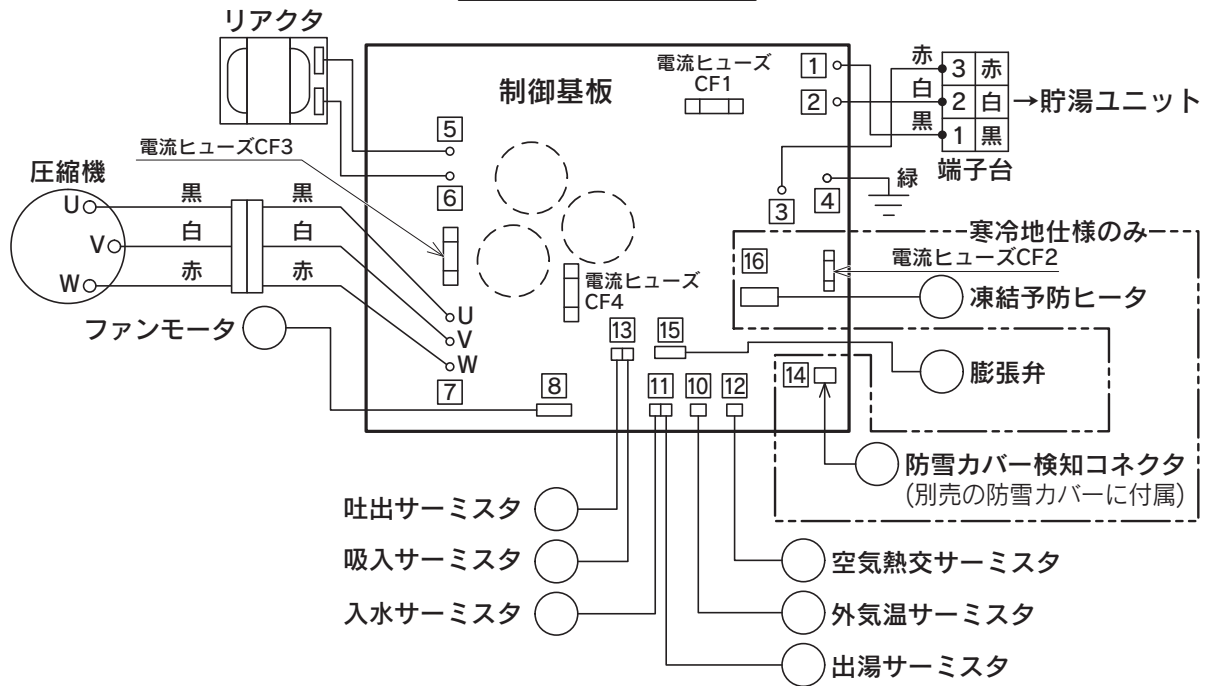 リアクタ
電流ヒューズ
CF1
制御基板
1
2
赤
白
黒
3 赤
2 白
1 黒
→貯湯ユニット
端子台
電流ヒューズCF3
5
6
圧縮機
U
V
W
黒
白
赤
黒
白
赤
3
4
緑
寒冷地仕様のみ
16
電流ヒューズCF2
凍結予防ヒータ
電流ヒューズ
CF4
U
V
W
7
ファンモータ
8
13
15
膨張弁
11
10
12
14
防雪カバー検知コネクタ
(別売の防雪カバーに付属)
吐出サーミスタ
吸入サーミスタ
入水サーミスタ
空気熱交サーミスタ
外気温サーミスタ
出湯サーミスタ